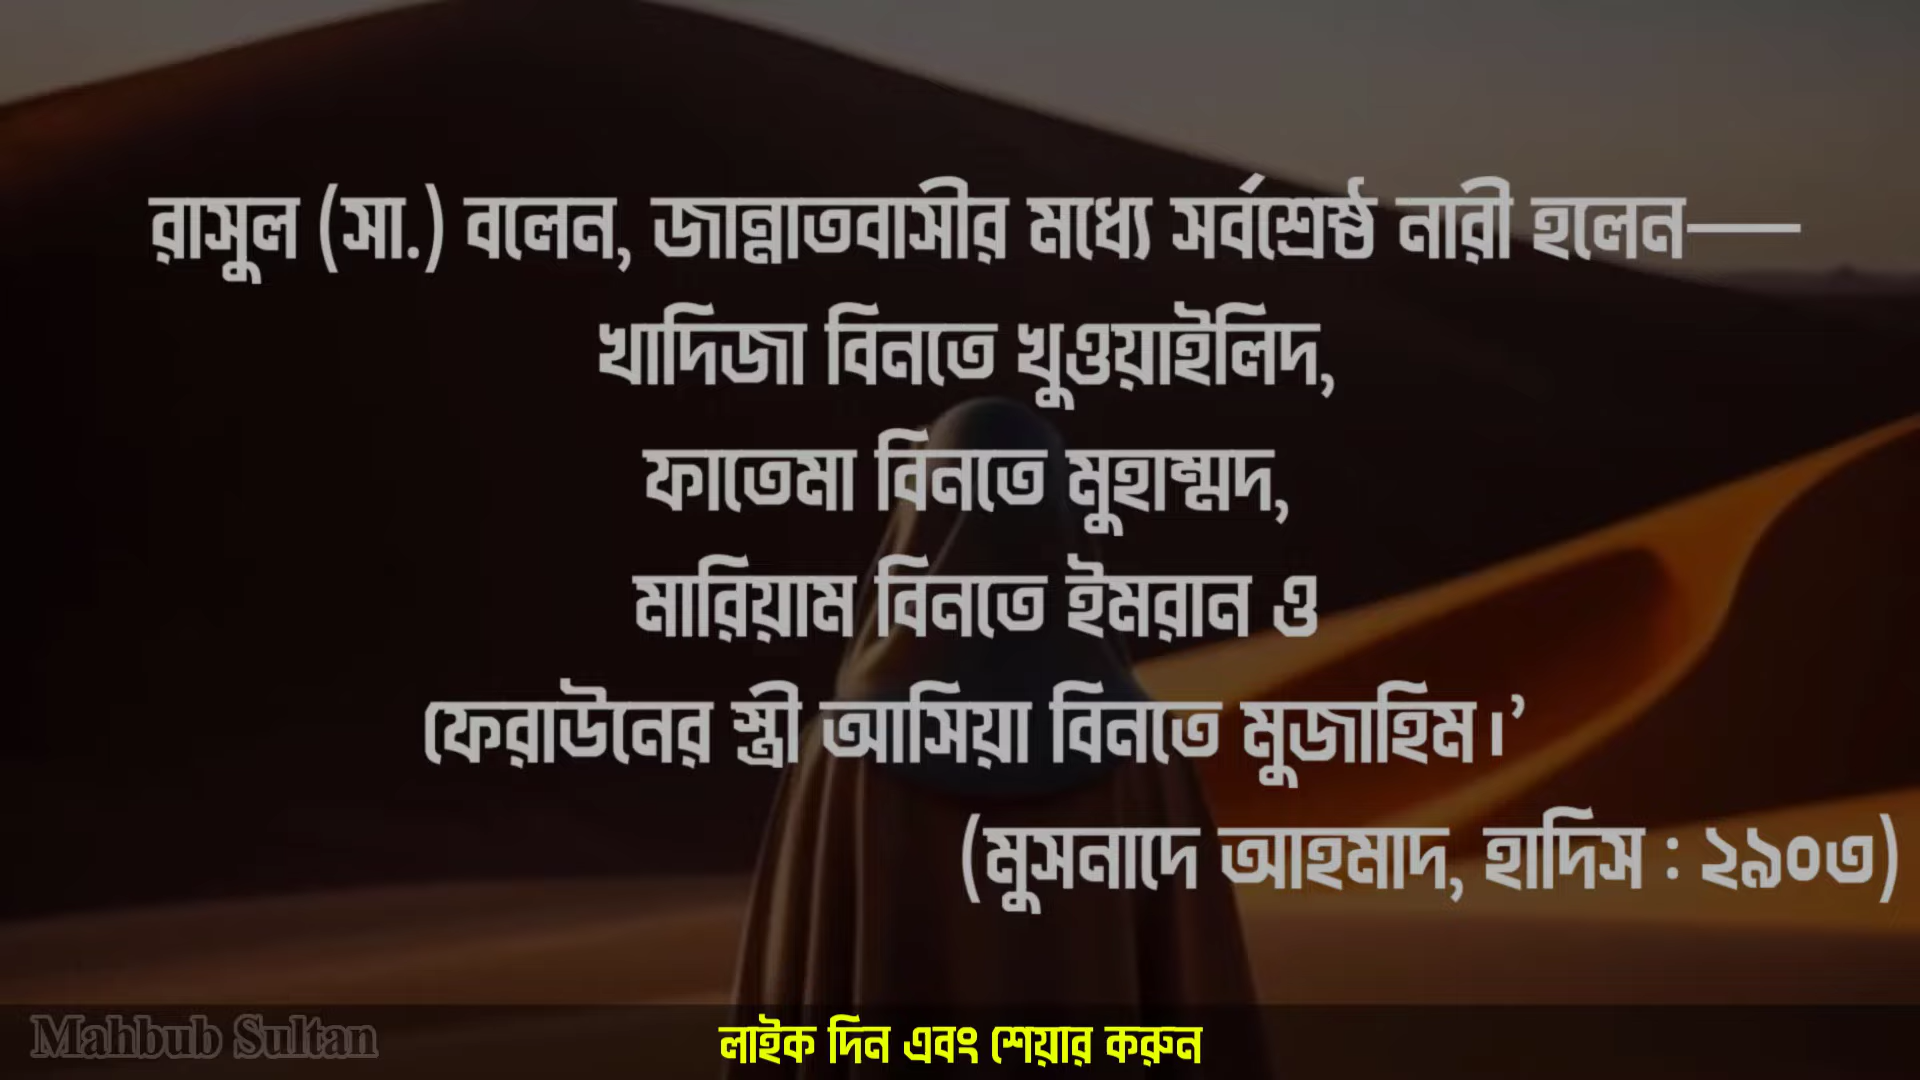 রাসুল (সা.) বলেন, জান্নাতবাসীর মধ্যে সর্বশ্রেষ্ঠ নারী হলেন—
খাদিজা বিনতে খুওয়াইলিদ,
ফাতেমা বিনতে মুহাম্মাদ,
মারিয়াম বিনতে ইমরান ও
ফেরাউনের স্ত্রী আসিয়া বিনতে মুজাহিম।’
(মুসনাদে আহমাদ, হাদিস : ২৯০৩)
Mahbub Sultan
লাইক দিন এবং শেয়ার করুন